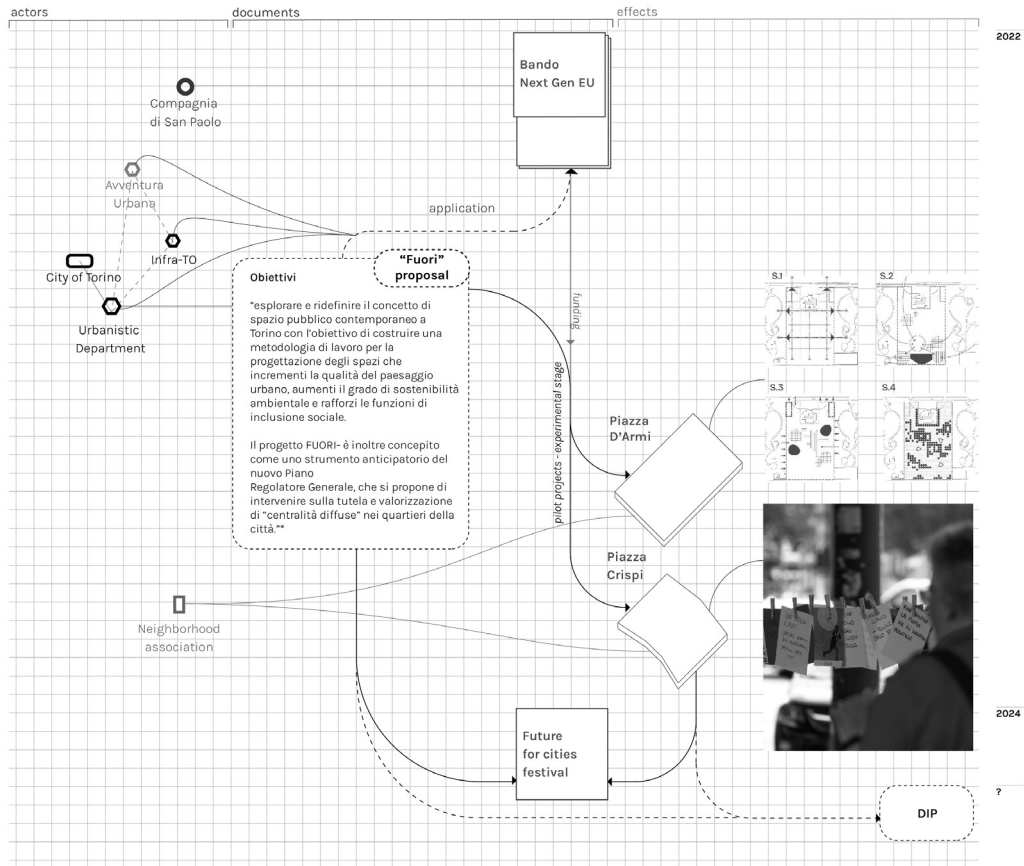 actors
documents
effects
2022
Bando
Next Gen EU
Compagnia
di San Paolo
Avventura
Urbana
application
Infra-TO
City of Torino
"Fuori"
proposal
Obiettivi
S.1
S.2
funding
"esplorare e ridefinire il concetto di
spazio pubblico contemporaneo a
Torino con l'obiettivo di costruire una
metodologia di lavoro per la
progettazione degli spazi che
incrementi la qualità del paesaggio
urbano, aumenti il grado di sostenibilità
ambientale e rafforzi le funzioni di
inclusione sociale.
Il progetto FUORI- è inoltre concepito
come uno strumento anticipatorio del
nuovo Piano
Regolatore Generale, che si propone di
intervenire sulla tutela e valorizzazione
di "centralità diffuse" nei quartieri della
città."*
Urbanistic
Department
pilot projects - experimental stage
S.3
S.4
Piazza
D'Armi
Piazza
Crispi
Neighborhood
association
2024
Future
for cities
festival
?
DIP